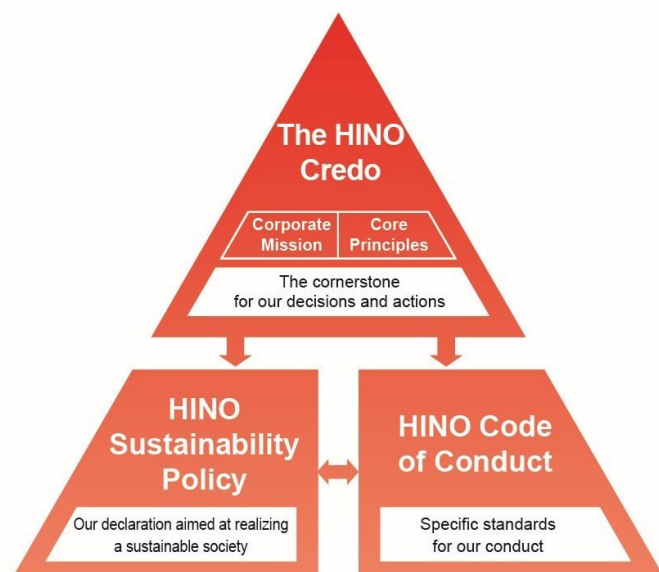 The HINO
Credo
Corporate
Mission
Core
Principles
The cornerstone
for our decisions and actions
HINO
Sustainability
Policy
Our declaration aimed at realizing
a sustainable society
HINO Code
of Conduct
Specific standards
for our conduct